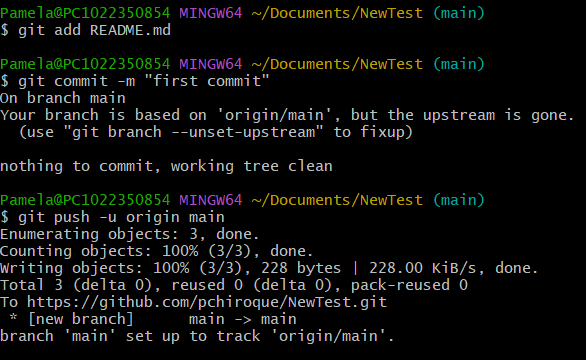 Pamela@PC1022350854 MINGW64 ~/Documents/NewTest (main)
$ git add README.md
Pamela@PC1022350854 MINGW64 ~/Documents/NewTest (main)
$ git commit -m "first commit"
On branch main
Your branch is based on 'origin/main', but the upstream is gone.
  (use "git branch --unset-upstream" to fixup)
nothing to commit, working tree clean
Pamela@PC1022350854 MINGW64 ~/Documents/NewTest (main)
$ git push -u origin main
Enumerating objects: 3, done.
Counting objects: 100% (3/3), done.
Writing objects: 100% (3/3), 228 bytes | 228.00 KiB/s, done.
Total 3 (delta 0), reused 0 (delta 0), pack-reused 0
To https://github.com/pchiroque/NewTest.git
 * [new branch]      main -> main
branch 'main' set up to track 'origin/main'.